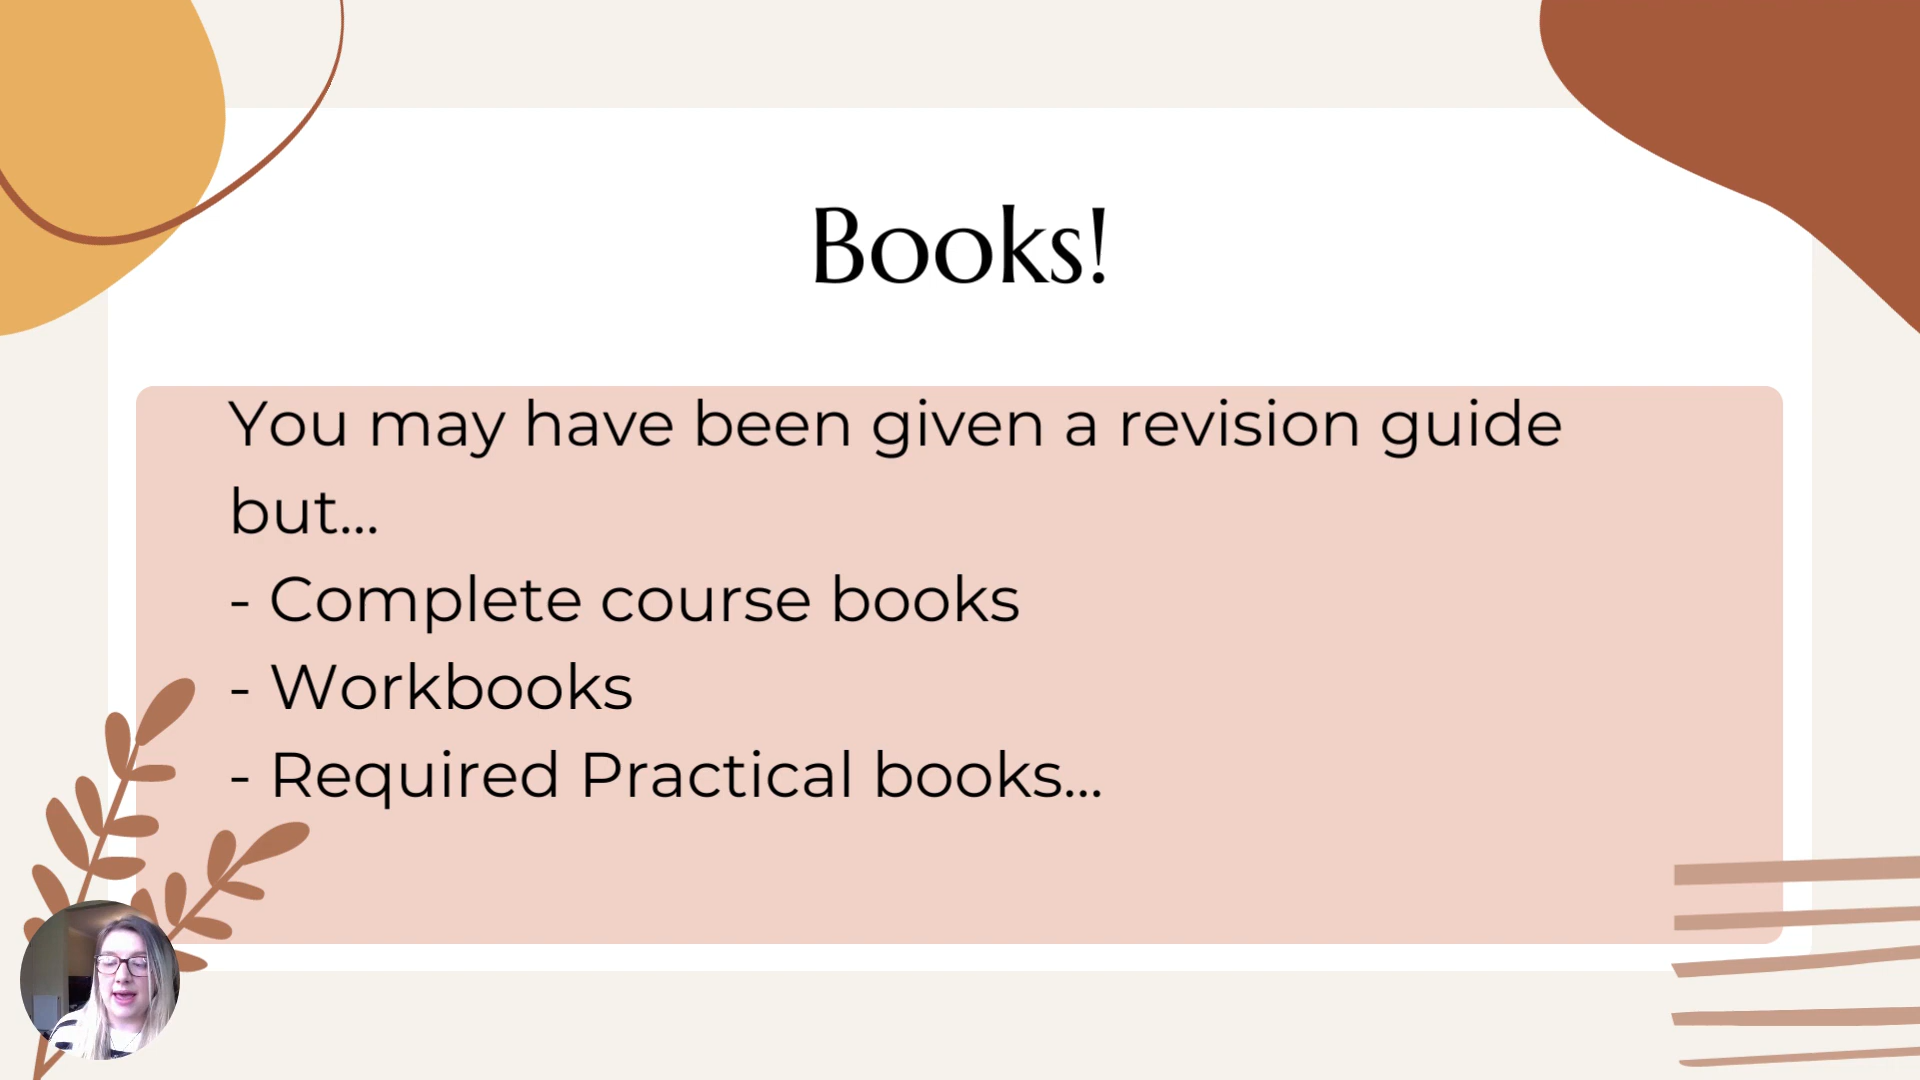 Books!
You may have been given a revision guide
but...
- Complete course books
- Workbooks
- Required Practical books...